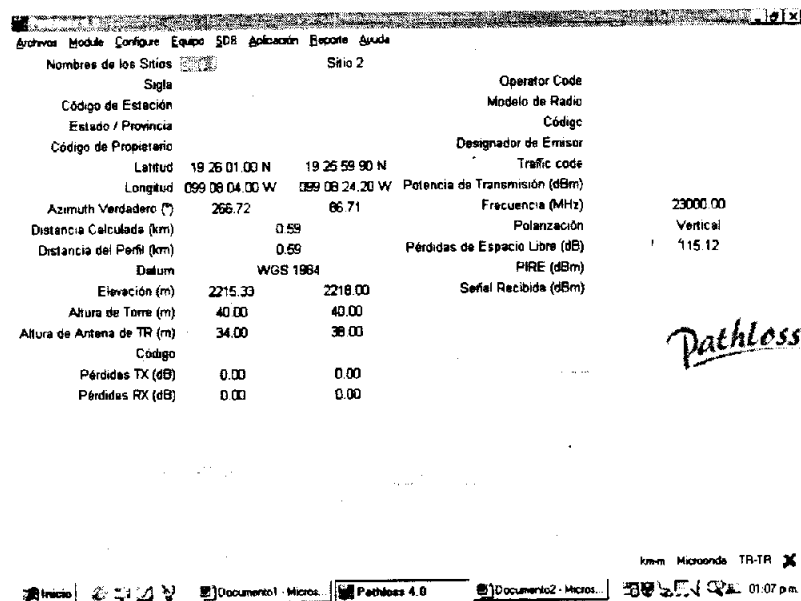 Archivos Module Configure Equipo SDB Aplicación Reporte Ayuda
Nombres de los Sitios Sitio 2
Sigla
Código de Estación
Estado / Provincia
Código de Propietario
Latitud 19 26 01.00 N 19 25 59.90 N
Longitud 099 08 04.00 W 099 08 24.20 W
Azimuth Verdadero (°) 266.72 86.71
Distancia Calculada (km) 0.59
Distancia del Perfil (km) 0.59
Datum WGS 1984
Elevación (m) 2215.33 2218.00
Altura de Torre (m) 40.00 40.00
Altura de Antena de TR (m) 34.00 38.00
Código
Pérdidas TX (dB) 0.00 0.00
Pérdidas RX (dB) 0.00 0.00
Operator Code
Modelo de Radio
Código
Designador de Emisor
Traffic code
Potencia de Transmisión (dBm)
Frecuencia (MHz) 23000.00
Polarización Vertical
Pérdidas de Espacio Libre (dB) 115.12
PIRE (dBm)
Señal Recibida (dBm)
Pathloss
km-m Microonda TR-TR
Inicio Documento1 - Micros... Pathloss 4.0 Documento2 - Micros... 01:07 p.m.